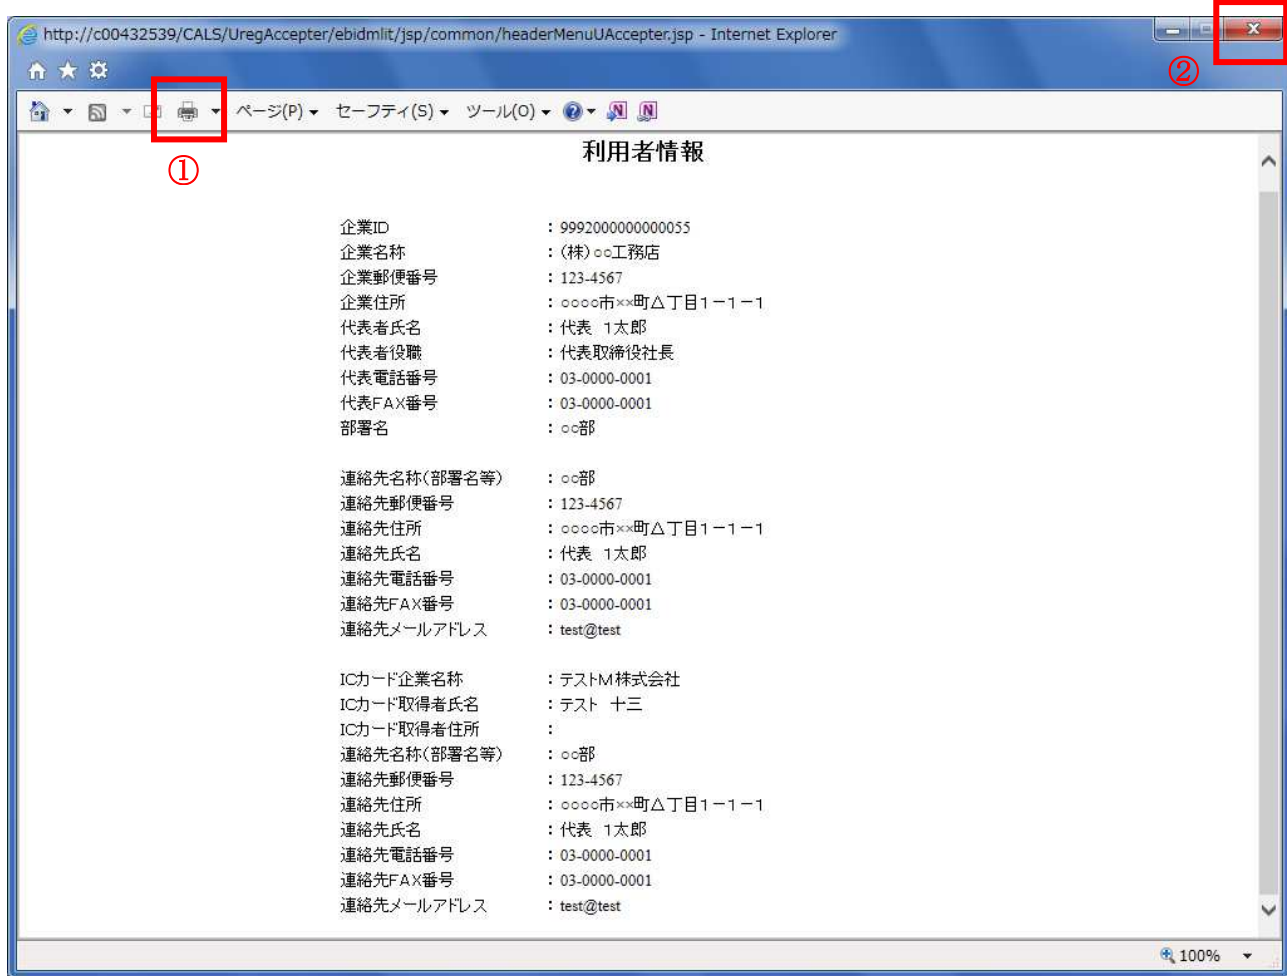 http://c00432539/CALS/UregAccepter/ebidmlit/jsp/common/headerMenuUAccepter.jsp - Internet Explorer
②
ページ(P) セーフティ(S) ツール(O)
①
利用者情報
企業ID : 9992000000000055
企業名称 : (株)○○工務店
企業郵便番号 : 123-4567
企業住所 : ○○○○市××町△丁目1－1－1
代表者氏名 : 代表 1太郎
代表者役職 : 代表取締役社長
代表電話番号 : 03-0000-0001
代表FAX番号 : 03-0000-0001
部署名 : ○○部
連絡先名称(部署名等) : ○○部
連絡先郵便番号 : 123-4567
連絡先住所 : ○○○○市××町△丁目1－1－1
連絡先氏名 : 代表 1太郎
連絡先電話番号 : 03-0000-0001
連絡先FAX番号 : 03-0000-0001
連絡先メールアドレス : test@test
ICカード企業名称 : テストM株式会社
ICカード取得者氏名 : テスト 十三
ICカード取得者住所 :
連絡先名称(部署名等) : ○○部
連絡先郵便番号 : 123-4567
連絡先住所 : ○○○○市××町△丁目1－1－1
連絡先氏名 : 代表 1太郎
連絡先電話番号 : 03-0000-0001
連絡先FAX番号 : 03-0000-0001
連絡先メールアドレス : test@test
100%